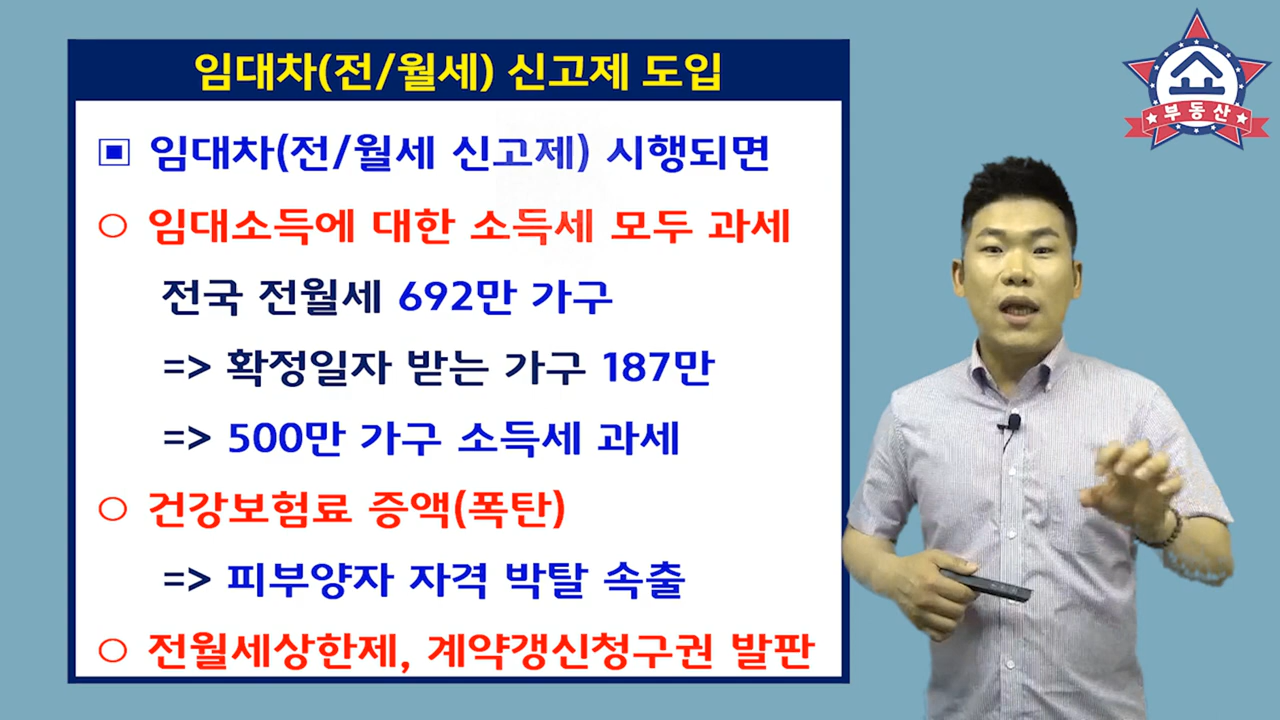 임대차(전/월세) 신고제 도입
▣ 임대차(전/월세 신고제) 시행되면
○ 임대소득에 대한 소득세 모두 과세
전국 전월세 692만 가구
=> 확정일자 받는 가구 187만
=> 500만 가구 소득세 과세
○ 건강보험료 증액(폭탄)
=> 피부양자 자격 박탈 속출
○ 전월세상한제, 계약갱신청구권 발판
쇼
부동산